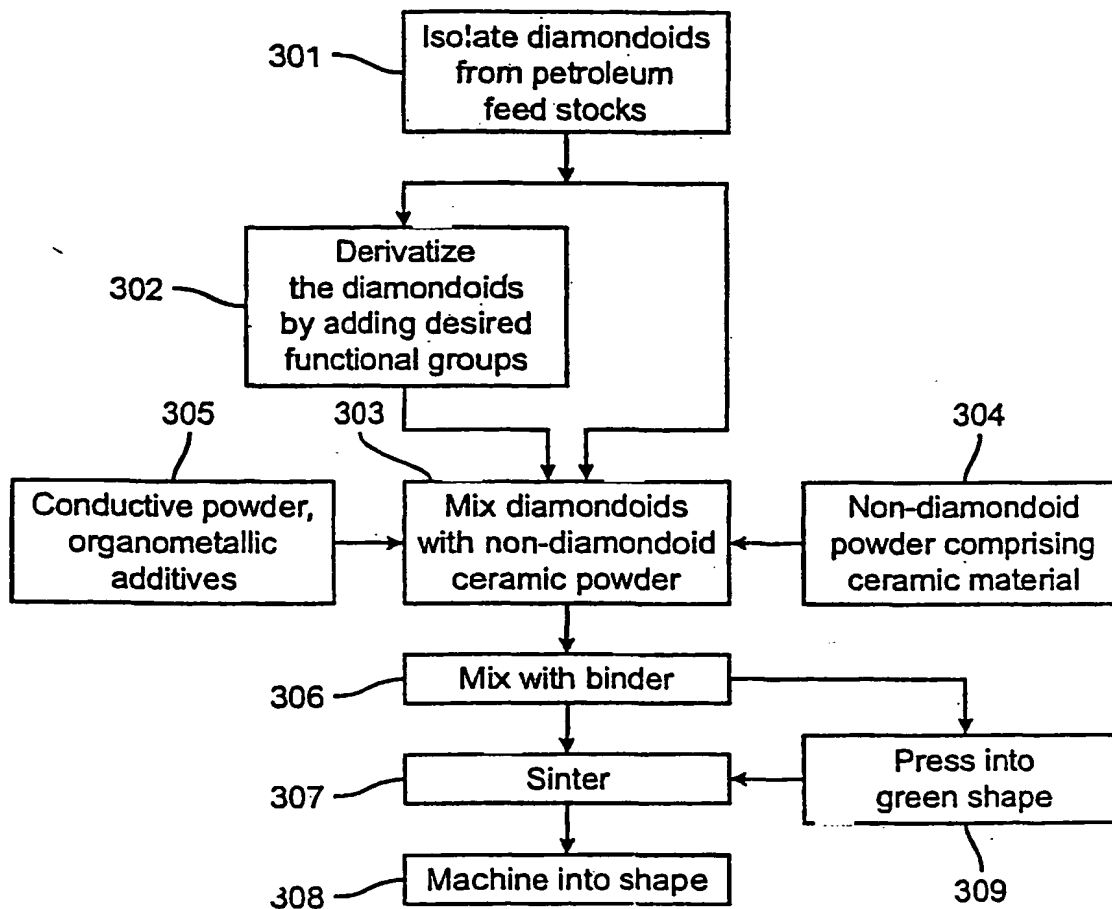 301
Isolate diamondoids
from petroleum
feed stocks
302
Derivatize
the diamondoids
by adding desired
functional groups
305
303
304
Conductive powder,
organometallic
additives
Mix diamondoids
with non-diamondoid
ceramic powder
Non-diamondoid
powder comprising
ceramic material
306
Mix with binder
307
Sinter
Press into
green shape
308
Machine into shape
309